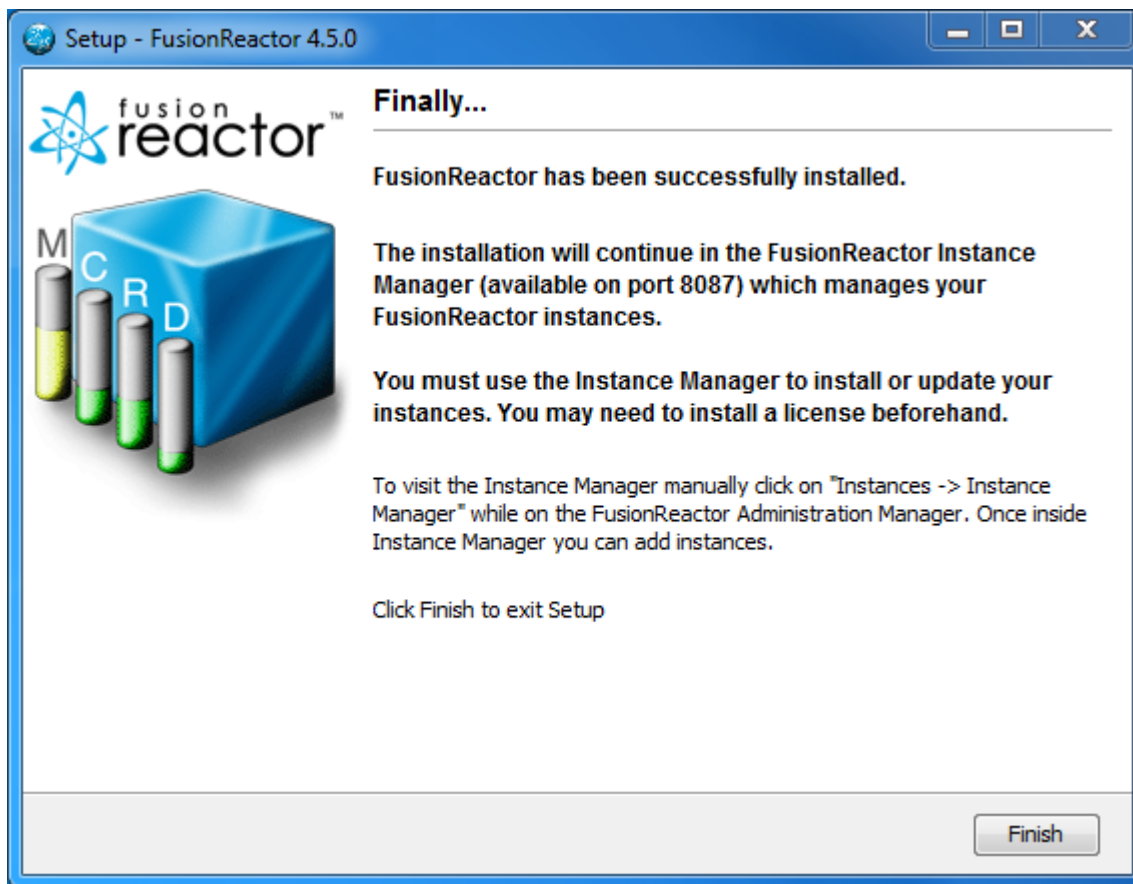 Setup - FusionReactor 4.5.0
fusion
reactor™
M
C
R
D
Finally...
FusionReactor has been successfully installed.
The installation will continue in the FusionReactor Instance
Manager (available on port 8087) which manages your
FusionReactor instances.
You must use the Instance Manager to install or update your
instances. You may need to install a license beforehand.
To visit the Instance Manager manually click on "Instances -> Instance
Manager" while on the FusionReactor Administration Manager. Once inside
Instance Manager you can add instances.
Click Finish to exit Setup
Finish